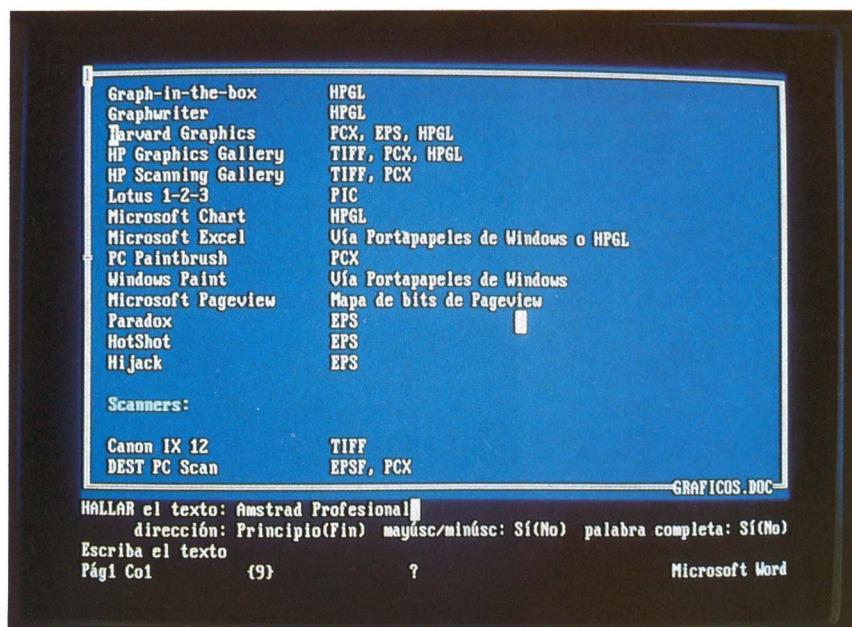 1
Graph-in-the-box HPGL
Graphwriter HPGL
Harvard Graphics PCX, EPS, HPGL
HP Graphics Gallery TIFF, PCX, HPGL
HP Scanning Gallery TIFF, PCX
Lotus 1-2-3 PIC
Microsoft Chart HPGL
Microsoft Excel Vía Portapapeles de Windows o HPGL
PC Paintbrush PCX
Windows Paint Vía Portapapeles de Windows
Microsoft Pageview Mapa de bits de Pageview
Paradox EPS
HotShot EPS
Hijack EPS
Scanners:
Canon IX 12 TIFF
DEST PC Scan EPSF, PCX
GRAFICOS.DOC
HALLAR el texto: Amstrad Profesional
dirección: Principio(Fin) mayúsc/minúsc: Sí(No) palabra completa: Sí(No)
Escriba el texto
Pág1 Co1 {9} ? Microsoft Word